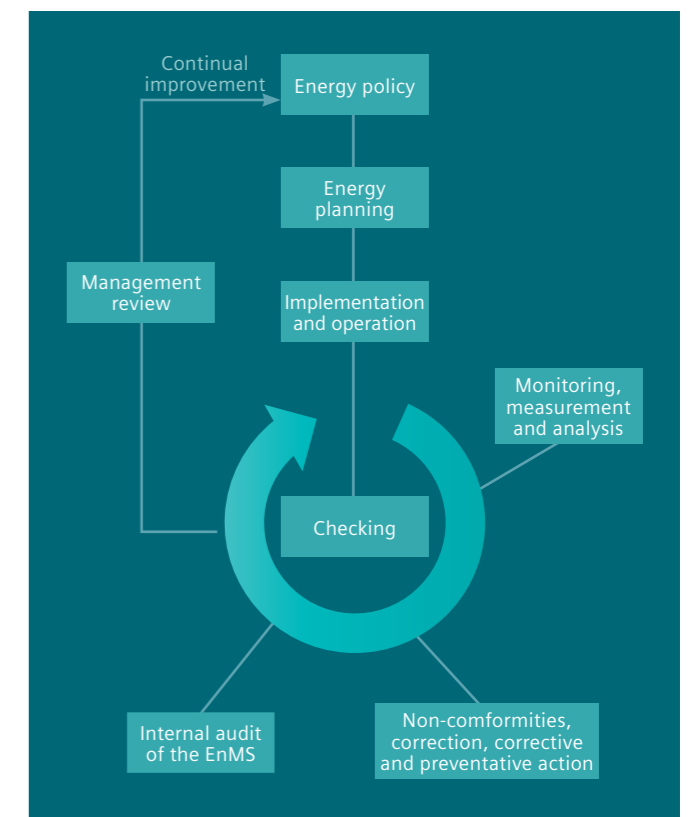 Continual
improvement
Energy policy
Energy
planning
Management
review
Implementation
and operation
Monitoring,
measurement
and analysis
Checking
Internal audit
of the EnMS
Non-comformities,
correction, corrective
and preventative action